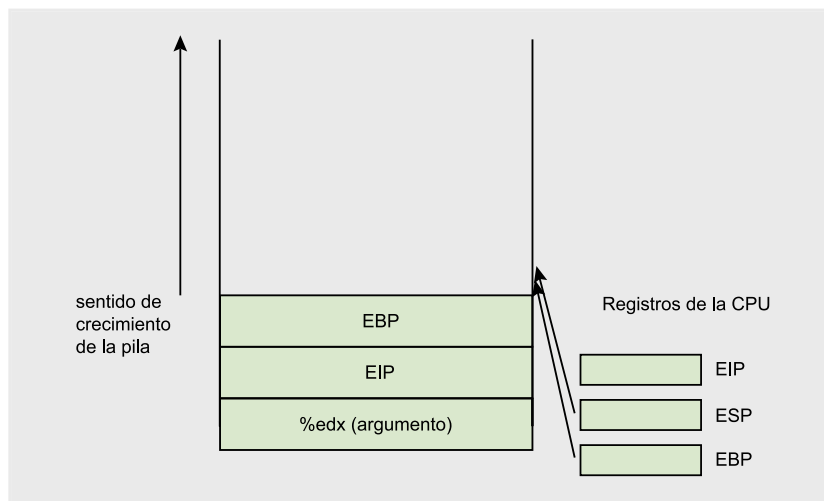 sentido de
crecimiento
de la pila
EBP
EIP
%edx (argumento)
Registros de la CPU
EIP
ESP
EBP